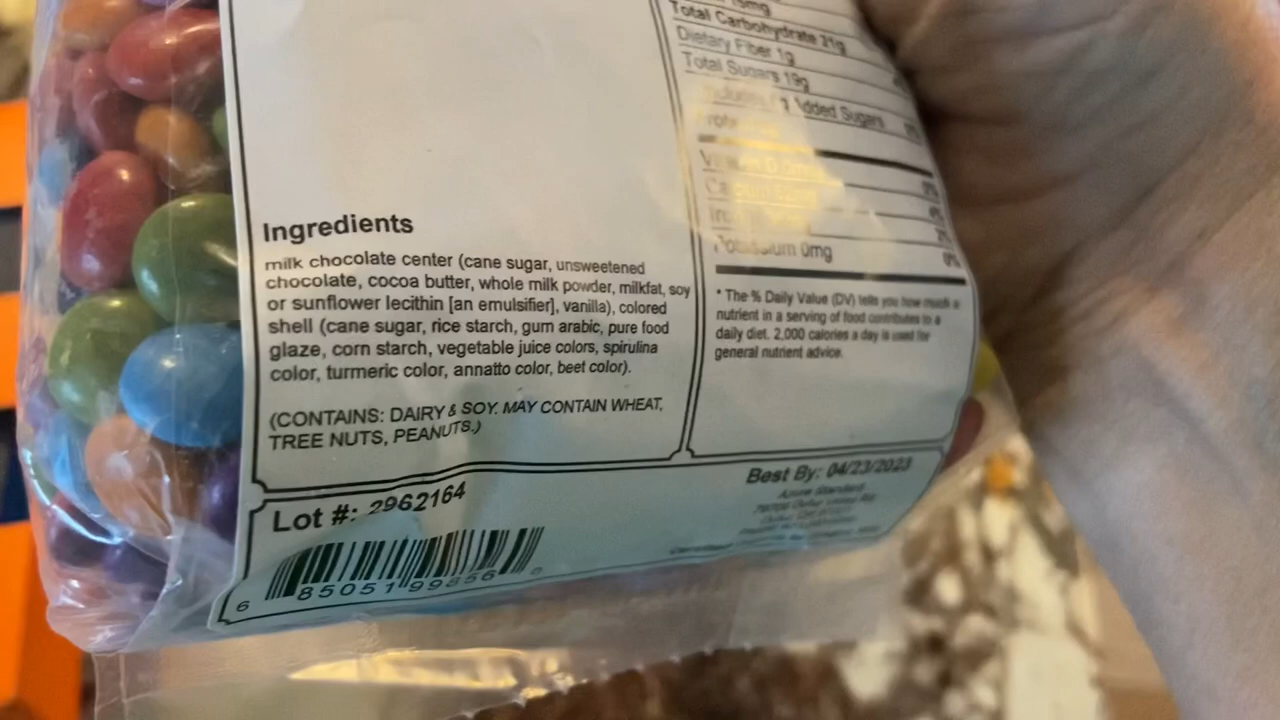 15mg
Total Carbohydrate 21g
Dietary Fiber 1g
Total Sugars 19g
Added Sugars
0%
Potassium 0mg 0%
* The % Daily Value (DV) tells you how much a
nutrient in a serving of food contributes to a
daily diet. 2,000 calories a day is used for
general nutrient advice.
Ingredients
milk chocolate center (cane sugar, unsweetened
chocolate, cocoa butter, whole milk powder, milkfat, soy
or sunflower lecithin [an emulsifier], vanilla), colored
shell (cane sugar, rice starch, gum arabic, pure food
glaze, corn starch, vegetable juice colors, spirulina
color, turmeric color, annatto color, beet color).
(CONTAINS: DAIRY & SOY. MAY CONTAIN WHEAT,
TREE NUTS, PEANUTS.)
Lot #: 2962164
Best By: 04/23/2023
Azure Standard
6 85051 99856